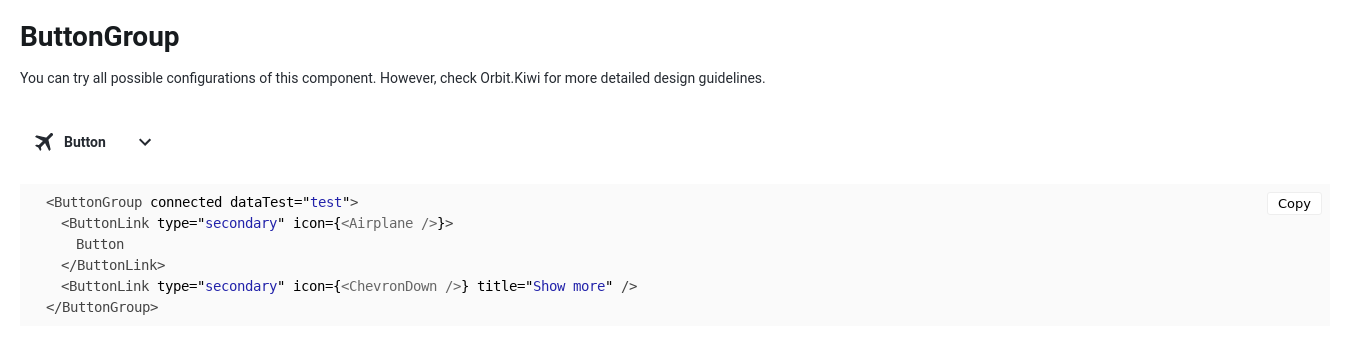 ButtonGroup
You can try all possible configurations of this component. However, check Orbit.Kiwi for more detailed design guidelines.
Button
Copy
<ButtonGroup connected dataTest="test">
  <ButtonLink type="secondary" icon={<Airplane />}>
    Button
  </ButtonLink>
  <ButtonLink type="secondary" icon={<ChevronDown />} title="Show more" />
</ButtonGroup>